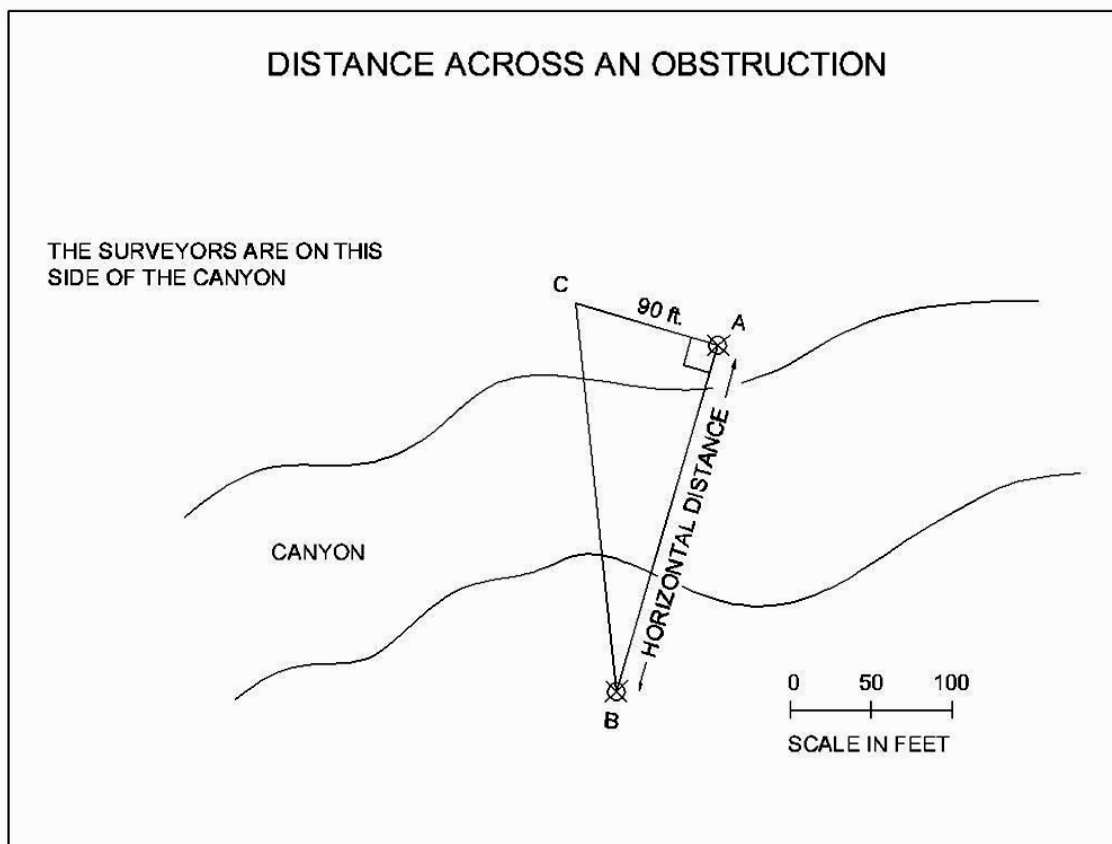 DISTANCE ACROSS AN OBSTRUCTION
THE SURVEYORS ARE ON THIS
SIDE OF THE CANYON
C
90 ft.
A
HORIZONTAL DISTANCE
CANYON
B
0 50 100
SCALE IN FEET